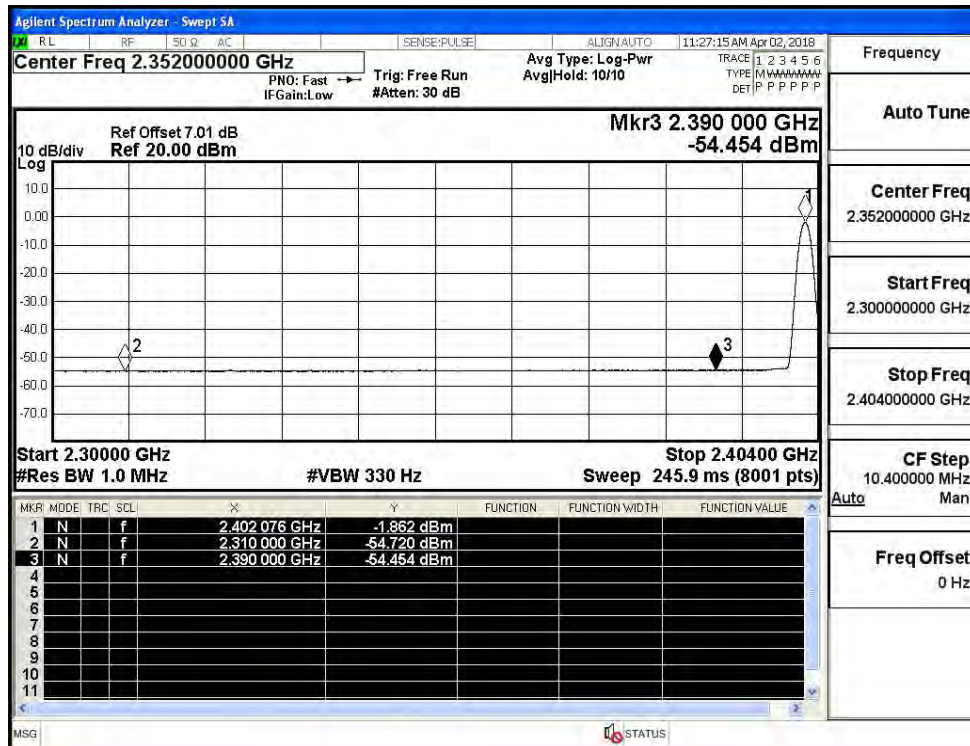 Agilent Spectrum Analyzer - Swept SA
LXI RL RF 50 Ω AC SENSE:PULSE ALIGN AUTO 11:27:15 AM Apr 02, 2018
Center Freq 2.352000000 GHz
PNO: Fast Trig: Free Run Avg Type: Log-Pwr TRACE 1 2 3 4 5 6
IFGain:Low #Atten: 30 dB Avg|Hold: 10/10 TYPE M WWWWW
DET P P P P P P
Mkr3 2.390 000 GHz
-54.454 dBm
Ref Offset 7.01 dB
10 dB/div Ref 20.00 dBm
Log
10.0
0.00
-10.0
-20.0
-30.0
-40.0
-50.0
-60.0
-70.0
1
2
3
Start 2.30000 GHz Stop 2.40400 GHz
#Res BW 1.0 MHz #VBW 330 Hz Sweep 245.9 ms (8001 pts)
MKR MODE TRC SCL X Y FUNCTION FUNCTION WIDTH FUNCTION VALUE
1 N f 2.402 076 GHz -1.862 dBm
2 N f 2.310 000 GHz -54.720 dBm
3 N f 2.390 000 GHz -54.454 dBm
4
5
6
7
8
9
10
11
MSG STATUS
Frequency
Auto Tune
Center Freq
2.352000000 GHz
Start Freq
2.300000000 GHz
Stop Freq
2.404000000 GHz
CF Step
10.400000 MHz
Auto Man
Freq Offset
0 Hz